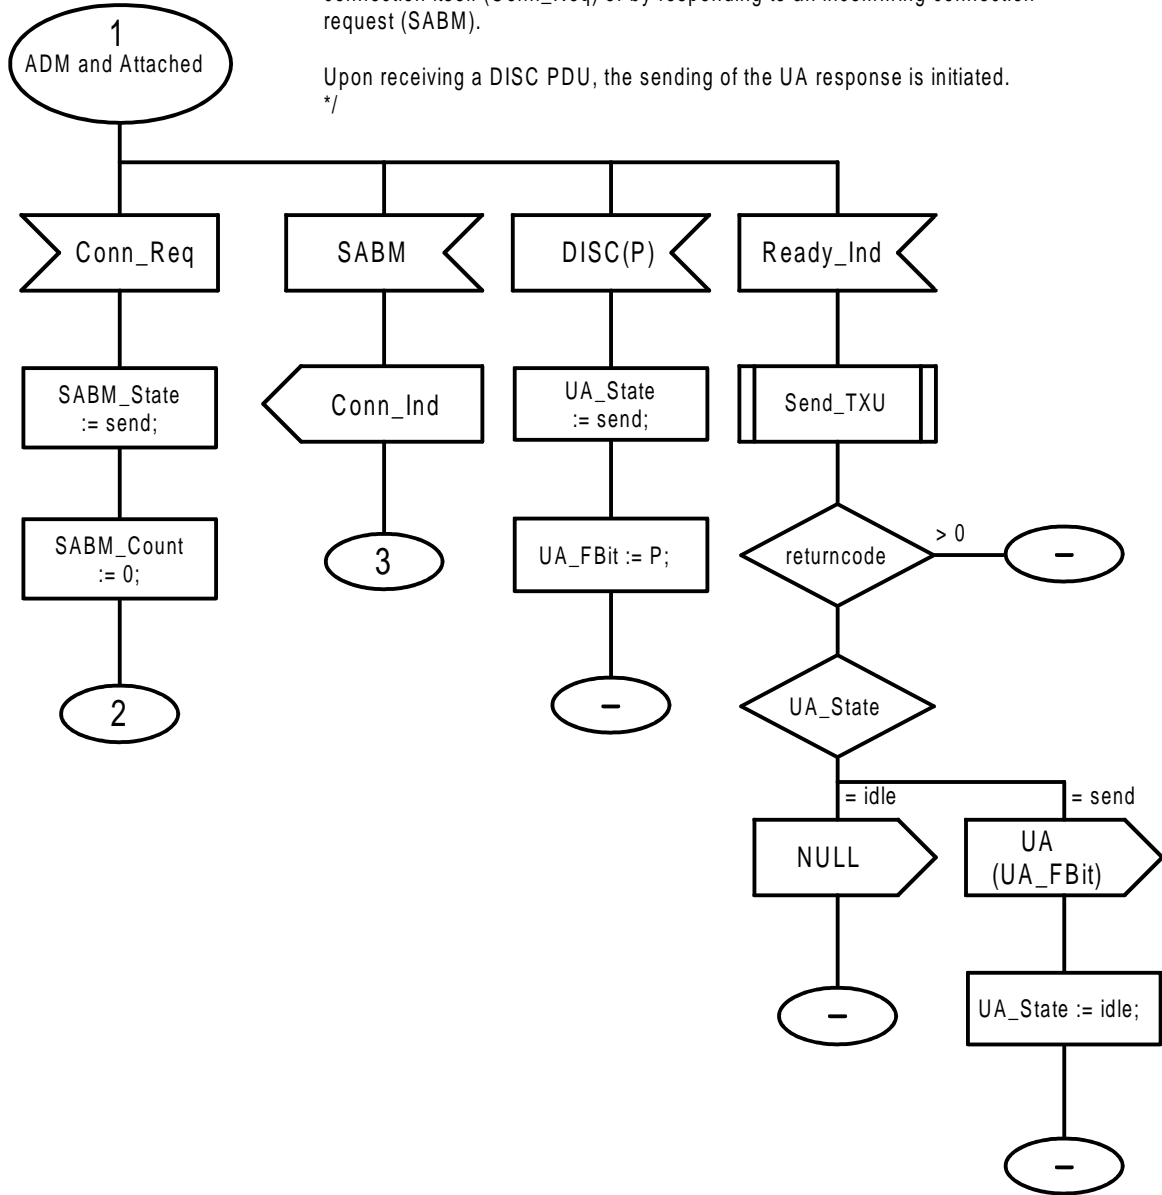 request (SABM).
Upon receiving a DISC PDU, the sending of the UA response is initiated.
*/
1
ADM and Attached
Conn_Req
SABM
DISC(P)
Ready_Ind
SABM_State
:= send;
Conn_Ind
UA_State
:= send;
Send_TXU
SABM_Count
:= 0;
3
UA_FBit := P;
returncode
> 0
–
2
–
UA_State
= idle
= send
NULL
UA
(UA_FBit)
–
UA_State := idle;
–